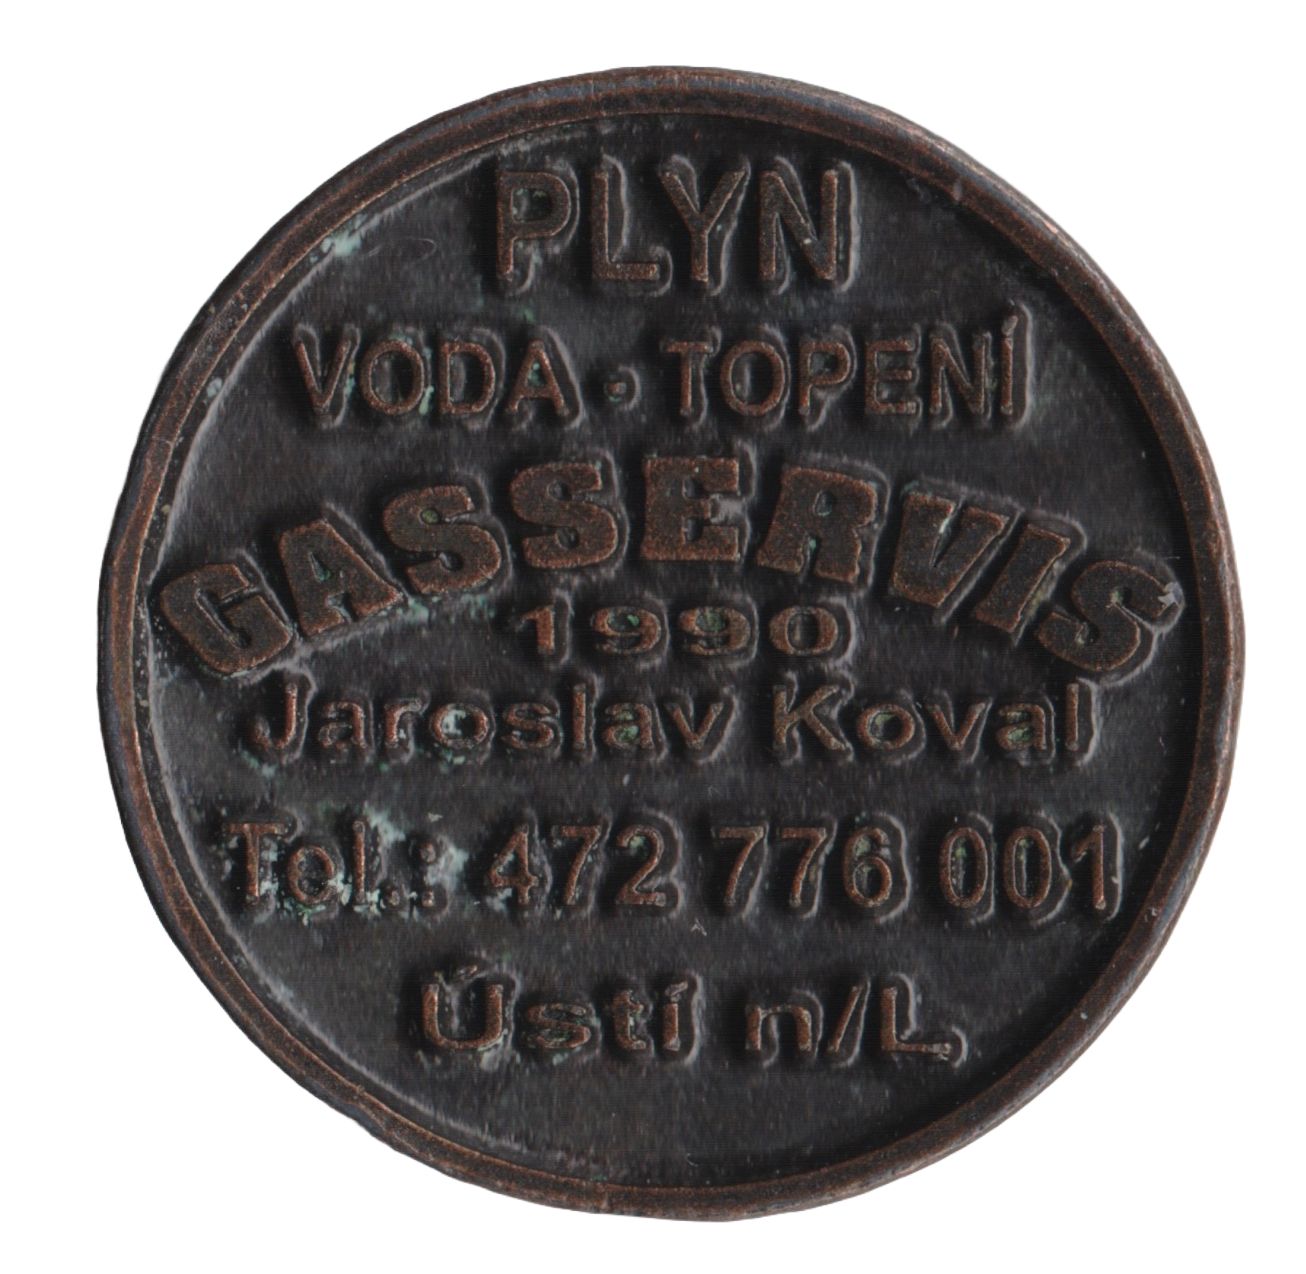 PLYN
VODA · TOPENÍ
GASSERVIS
1990
Jaroslav Koval
Tel.: 472 776 001
Ústí n/L